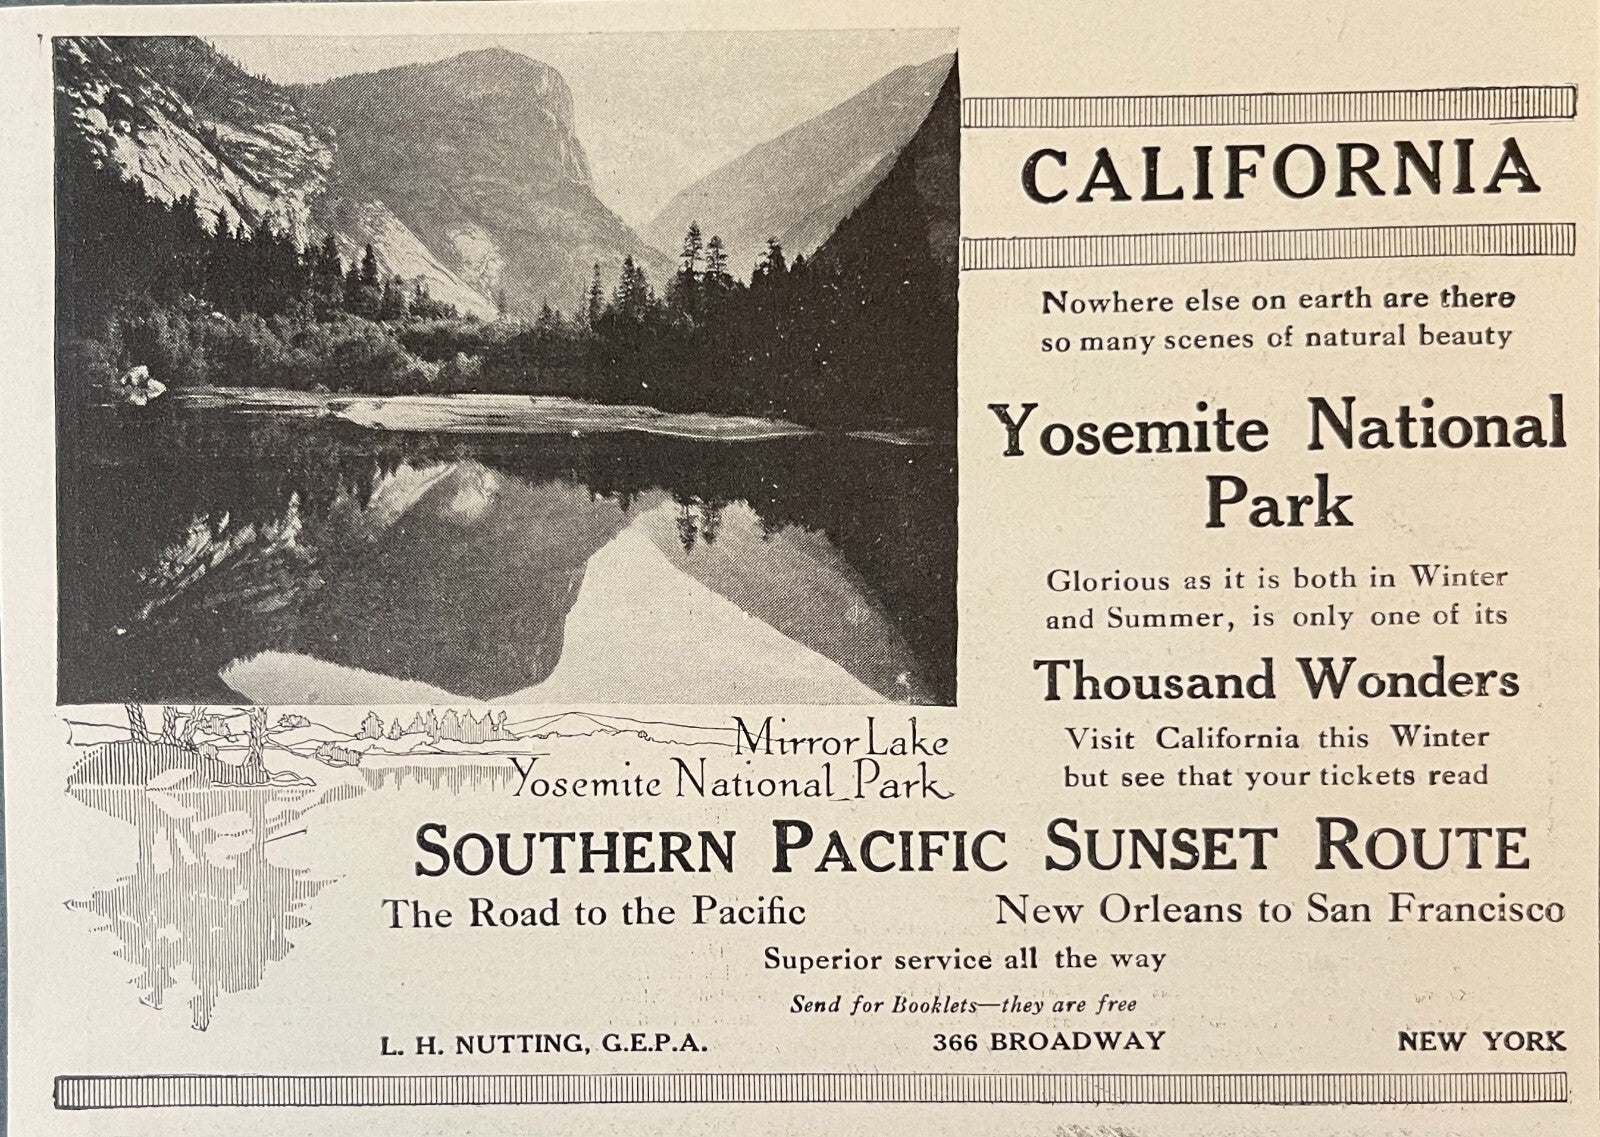 CALIFORNIA
Nowhere else on earth are there
so many scenes of natural beauty
Yosemite National
Park
Glorious as it is both in Winter
and Summer, is only one of its
Thousand Wonders
Visit California this Winter
but see that your tickets read
Mirror Lake
Yosemite National Park
SOUTHERN PACIFIC SUNSET ROUTE
The Road to the Pacific New Orleans to San Francisco
Superior service all the way
Send for Booklets—they are free
L. H. NUTTING, G.E.P.A. 366 BROADWAY NEW YORK